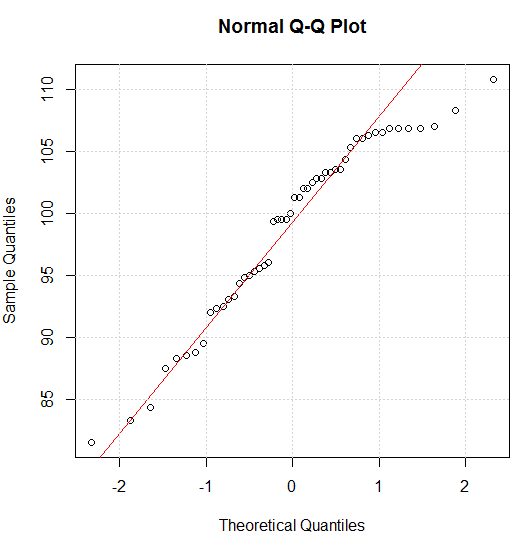 Normal Q-Q Plot
110
105
100
95
90
85
Sample Quantiles
-2 -1 0 1 2
Theoretical Quantiles